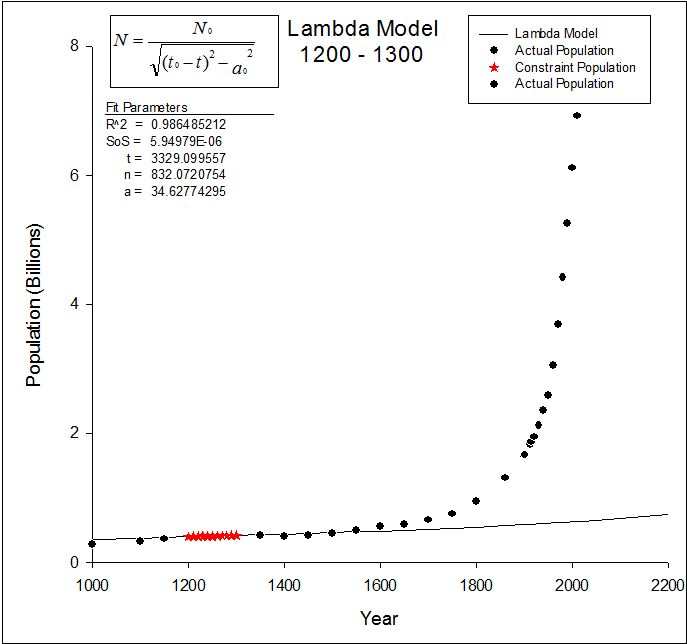 N = N₀ / √((t₀ − t)² − a₀²)
Lambda Model
1200 - 1300
Lambda Model
Actual Population
Constraint Population
Actual Population
Fit Parameters
R^2 = 0.986485212
SoS = 5.94979E-06
t = 3329.099557
n = 832.0720754
a = 34.62774295
Population (Billions)
8
6
4
2
0
1000 1200 1400 1600 1800 2000 2200
Year